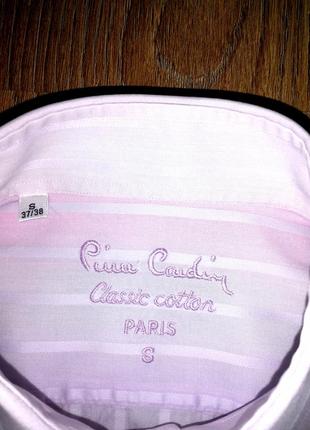 S
37/38
Pierre Cardin
Classic cotton
PARIS
S